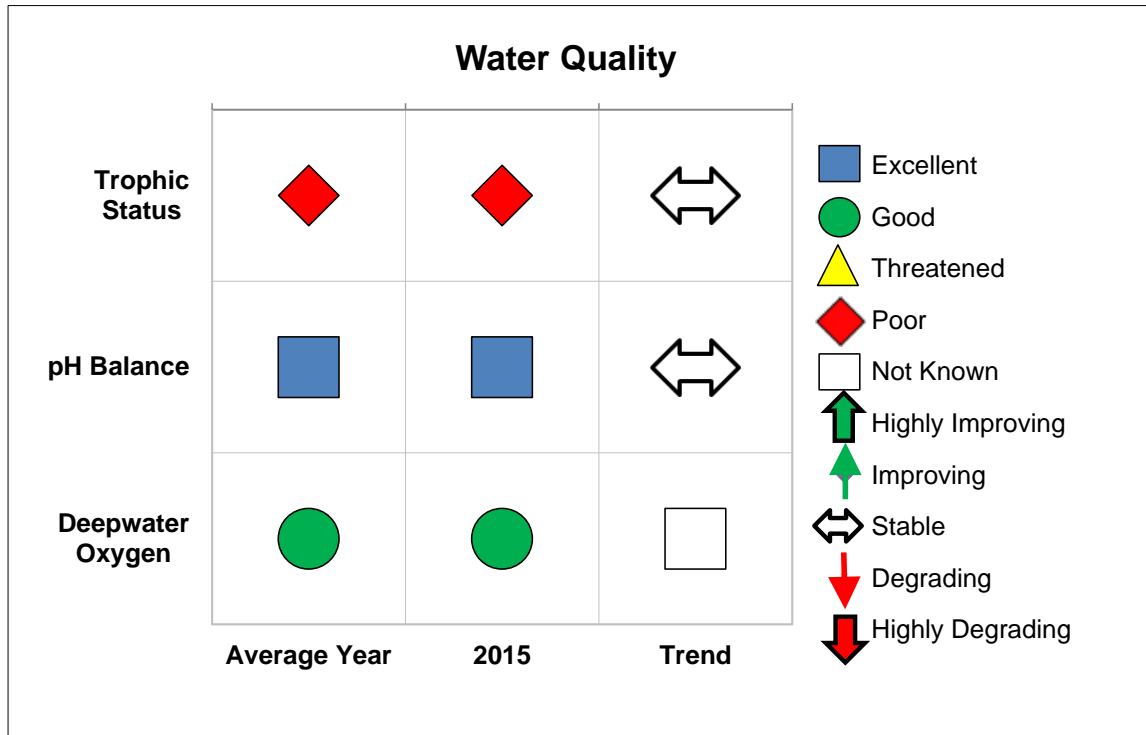 Water Quality
Trophic
Status
pH Balance
Deepwater
Oxygen
Average Year
2015
Trend
Excellent
Good
Threatened
Poor
Not Known
Highly Improving
Improving
Stable
Degrading
Highly Degrading